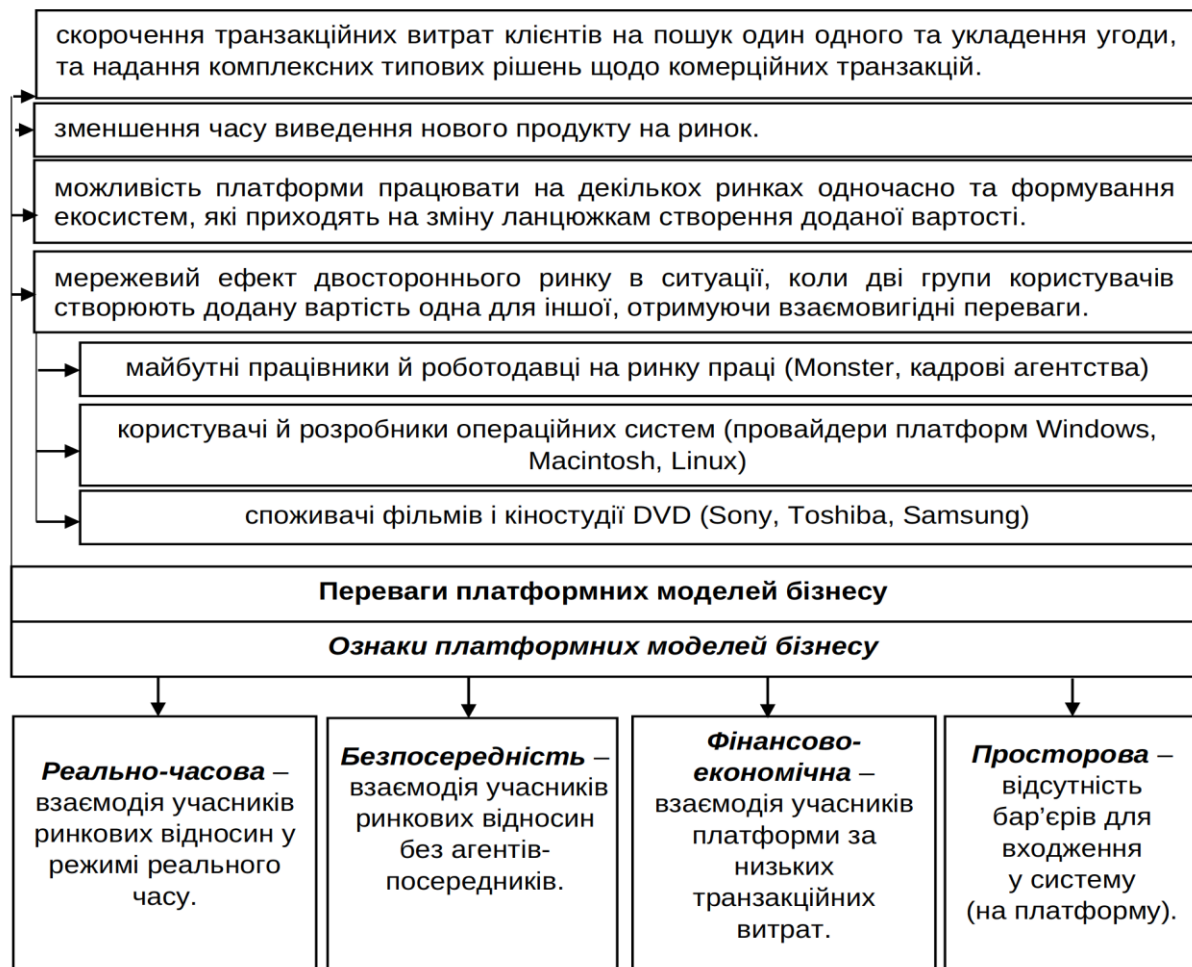 скорочення транзакційних витрат клієнтів на пошук один одного та укладення угоди,
та надання комплексних типових рішень щодо комерційних транзакцій.
зменшення часу виведення нового продукту на ринок.
можливість платформи працювати на декількох ринках одночасно та формування
екосистем, які приходять на зміну ланцюжкам створення доданої вартості.
мережевий ефект двостороннього ринку в ситуації, коли дві групи користувачів
створюють додану вартість одна для іншої, отримуючи взаємовигідні переваги.
майбутні працівники й роботодавці на ринку праці (Monster, кадрові агентства)
користувачі й розробники операційних систем (провайдери платформ Windows,
Macintosh, Linux)
споживачі фільмів і кіностудії DVD (Sony, Toshiba, Samsung)
Переваги платформних моделей бізнесу
Ознаки платформних моделей бізнесу
Реально-часова –
взаємодія учасників
ринкових відносин у
режимі реального
часу.
Безпосередність –
взаємодія учасників
ринкових відносин
без агентів-
посередників.
Фінансово-
економічна –
взаємодія учасників
платформи за
низьких
транзакційних
витрат.
Просторова –
відсутність
бар’єрів для
входження
у систему
(на платформу).